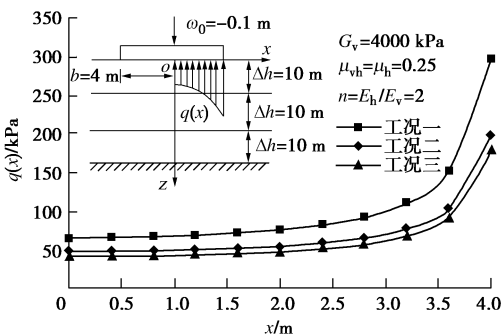 350
300
250
200
150
100
50
q(x)/kPa
0
0.5
1.0
1.5
2.0
2.5
3.0
3.5
4.0
x/m
ω₀=−0.1 m
o
x
b=4 m
q(x)
z
Δh=10 m
Δh=10 m
Δh=10 m
Gᵥ=4000 kPa
μᵥₕ=μₕ=0.25
n=Eₕ/Eᵥ=2
工况一
工况二
工况三